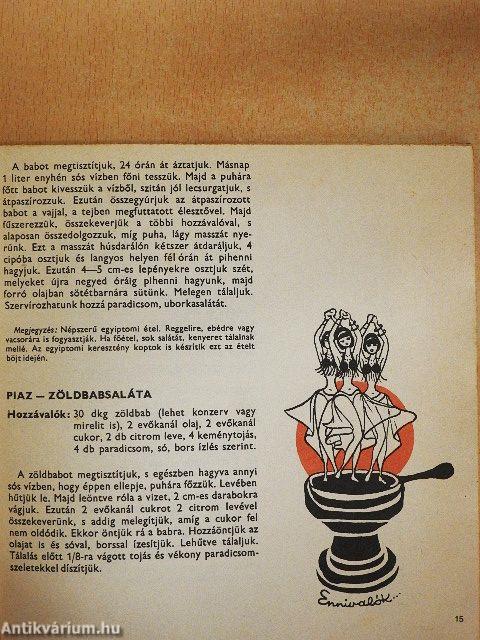 A babot megtisztítjuk, 24 órán át áztatjuk. Másnap
1 liter enyhén sós vízben főni tesszük. Majd a puhára
főtt babot kivesszük a vízből, szitán jól lecsurgatjuk, s
átpaszírozzuk. Ezután összegyúrjuk az átpaszírozott
babot a vajjal, a tejben megfuttatott élesztővel. Majd
fűszerezzük, összekeverjük a többi hozzávalóval, s
alaposan összedolgozzuk, míg puha, lágy masszát nye-
rünk. Ezt a masszát húsdarálón kétszer átdaráljuk, 4
cipóba osztjuk és langyos helyen fél órán át pihenni
hagyjuk. Ezután 4—5 cm-es lepényekre osztjuk szét,
melyeket újra negyed óráig pihenni hagyunk, majd
forró olajban sötétbarnára sütünk. Melegen tálaljuk.
Szervírozhatunk hozzá paradicsom, uborkasalátát.
Megjegyzés: Népszerű egyiptomi étel. Reggelire, ebédre vagy
vacsorára is fogyasztják. Ha főétel, sok salátát, kenyeret tálalnak
mellé. Az egyiptomi keresztény koptok is készítik ezt az ételt
böjt idején.
PIAZ — ZÖLDBABSALÁTA
Hozzávalók: 30 dkg zöldbab (lehet konzerv vagy
mirelit is), 2 evőkanál olaj, 2 evőkanál
cukor, 2 db citrom leve, 4 keménytojás,
4 db paradicsom, só, bors ízlés szerint.
A zöldbabot megtisztítjuk, s egészben hagyva annyi
sós vízben, hogy éppen ellepje, puhára főzzük. Levében
hűtjük le. Majd leöntve róla a vizet, 2 cm-es darabokra
vágjuk. Ezután 2 evőkanál cukrot 2 citrom levével
összekeverünk, s addig melegítjük, amíg a cukor fel
nem oldódik. Ekkor öntjük rá a babra. Hozzáöntjük az
olajat is és sóval, borssal ízesítjük. Lehűtve tálaljuk.
Tálalás előtt 1/8-ra vágott tojás és vékony paradicsom-
szeletekkel díszítjük.
Ennivalók...
15
Antikvárium.hu